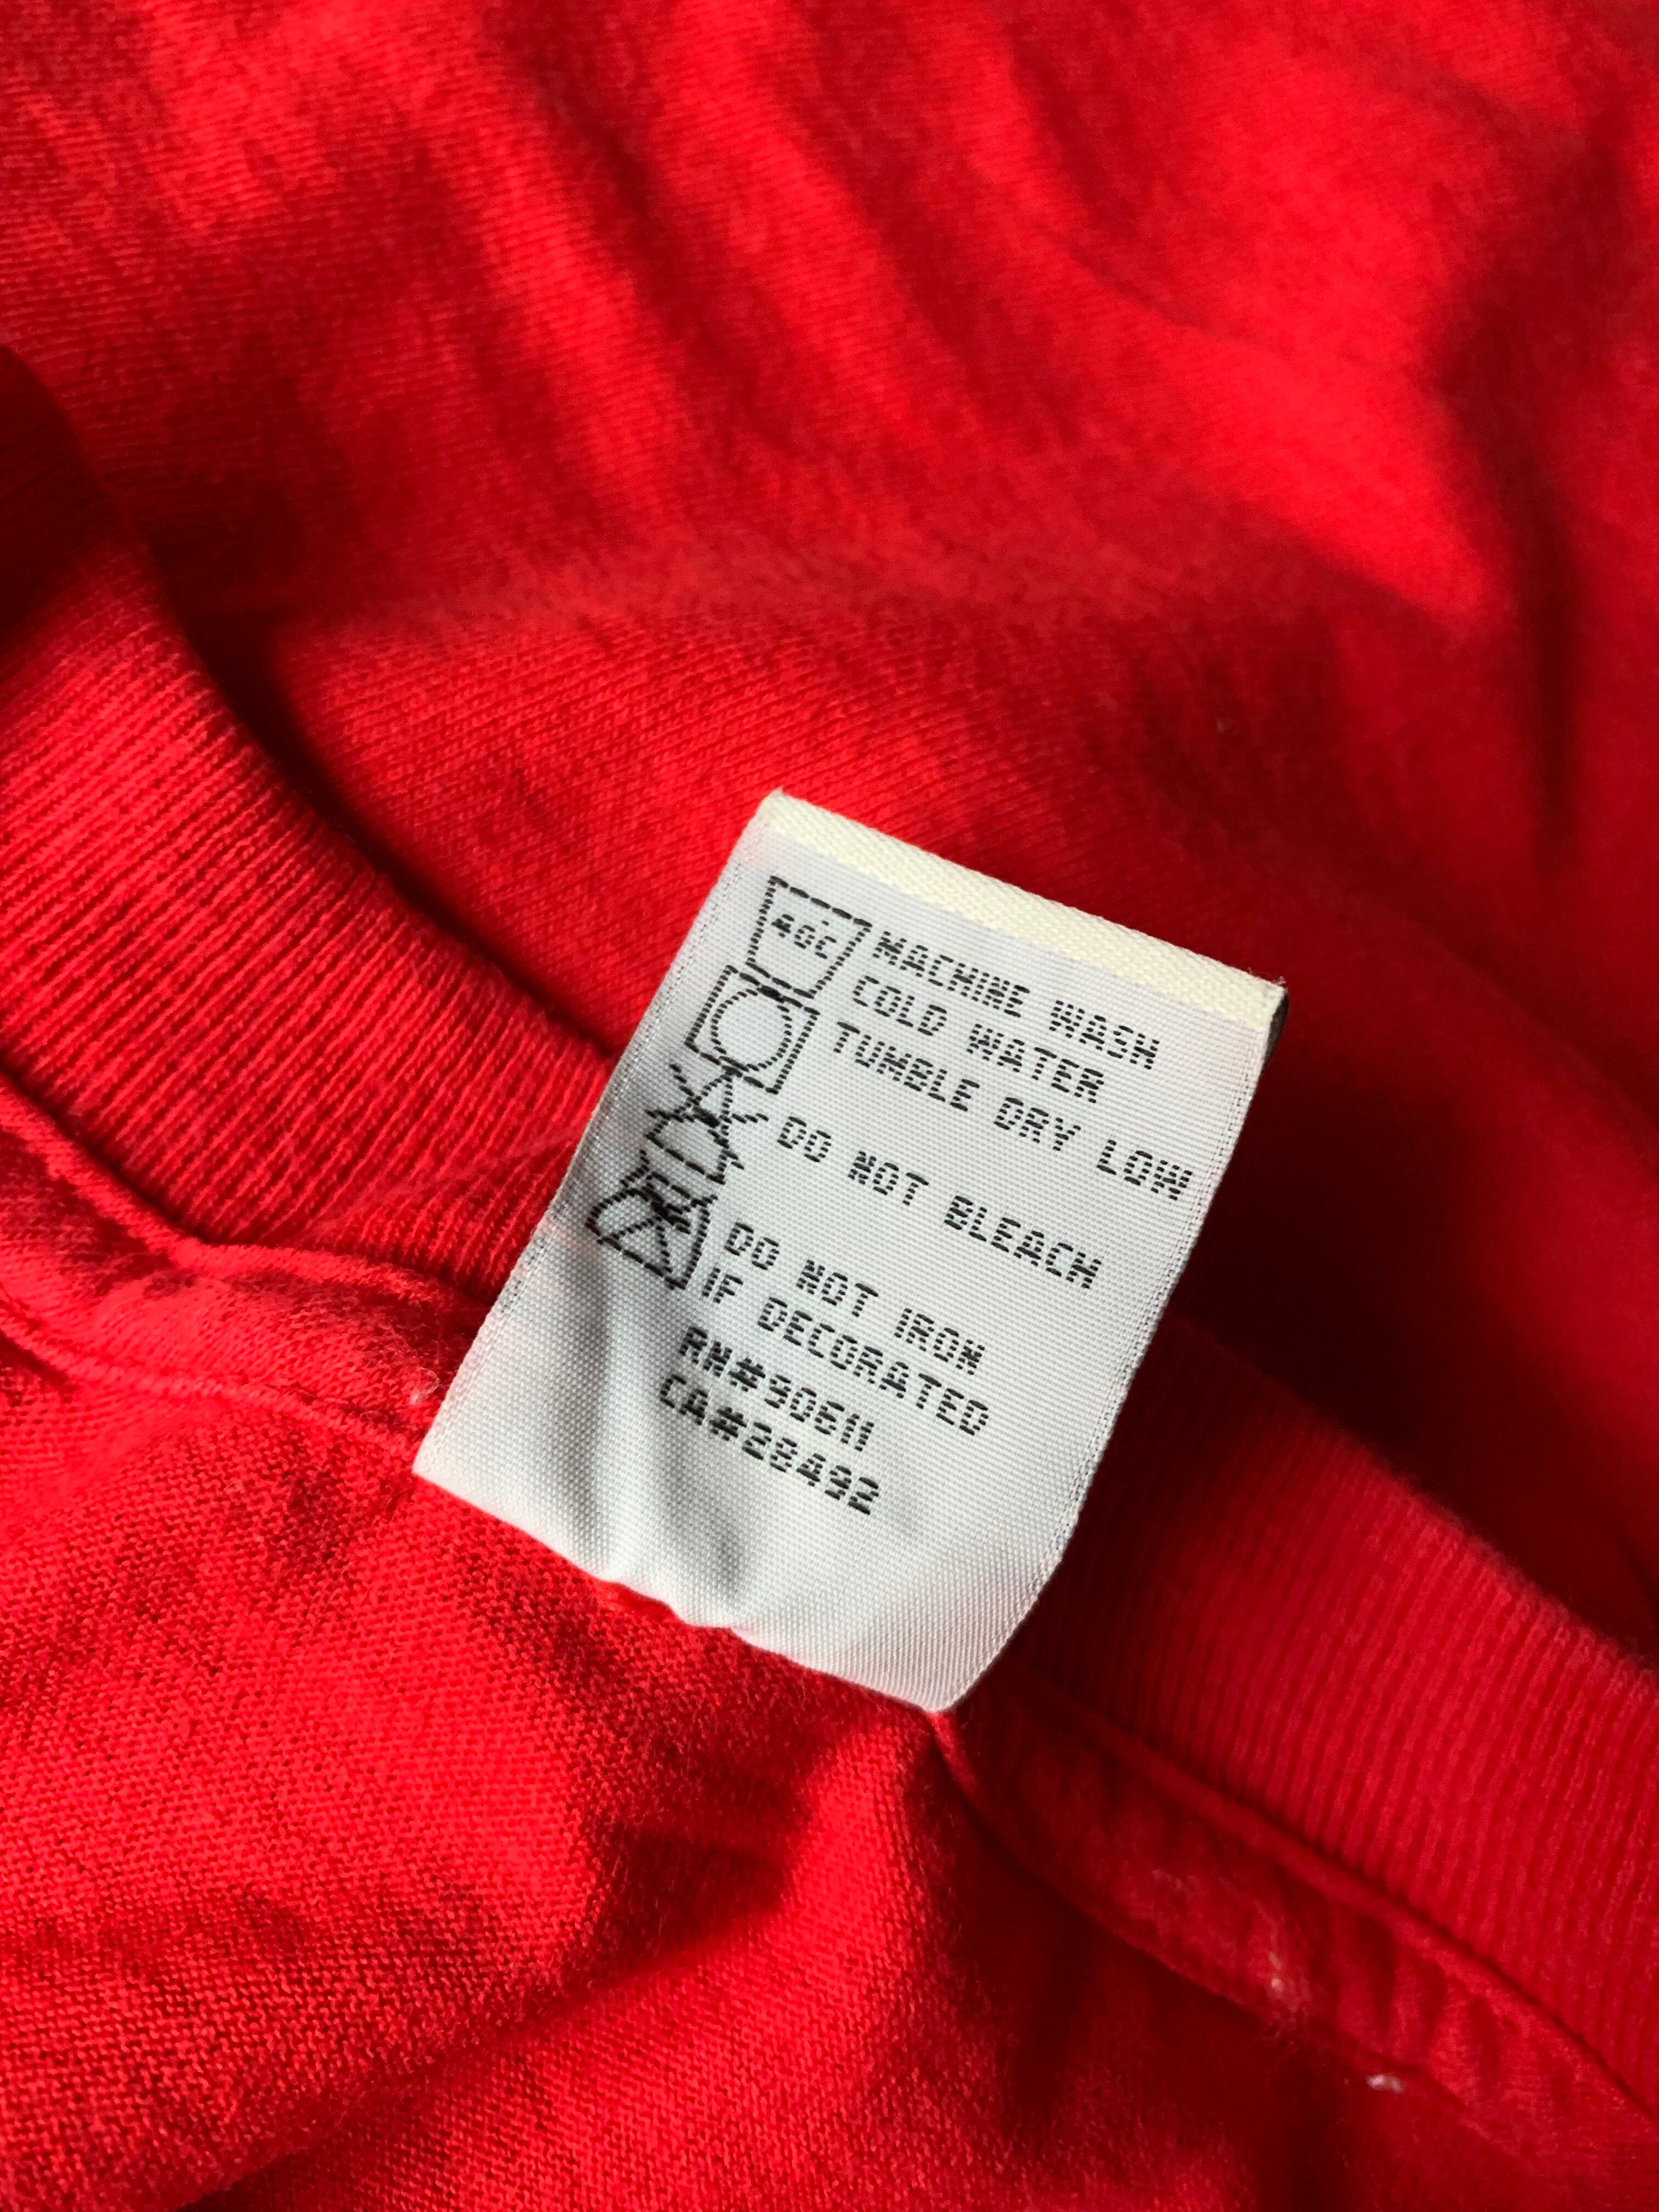 40C
MACHINE WASH
COLD WATER
TUMBLE DRY LOW
DO NOT BLEACH
DO NOT IRON
IF DECORATED
RN#90611
CA#28492